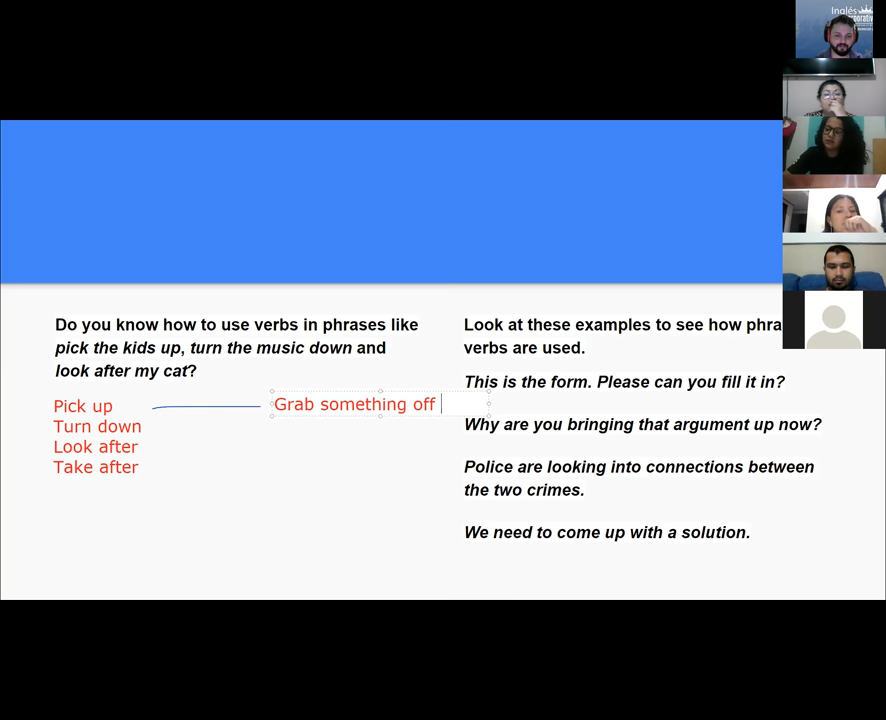 Inglés
Do you know how to use verbs in phrases like
pick the kids up, turn the music down and
look after my cat?
Pick up
Turn down
Look after
Take after
Grab something off
Look at these examples to see how phra
verbs are used.
This is the form. Please can you fill it in?
Why are you bringing that argument up now?
Police are looking into connections between
the two crimes.
We need to come up with a solution.